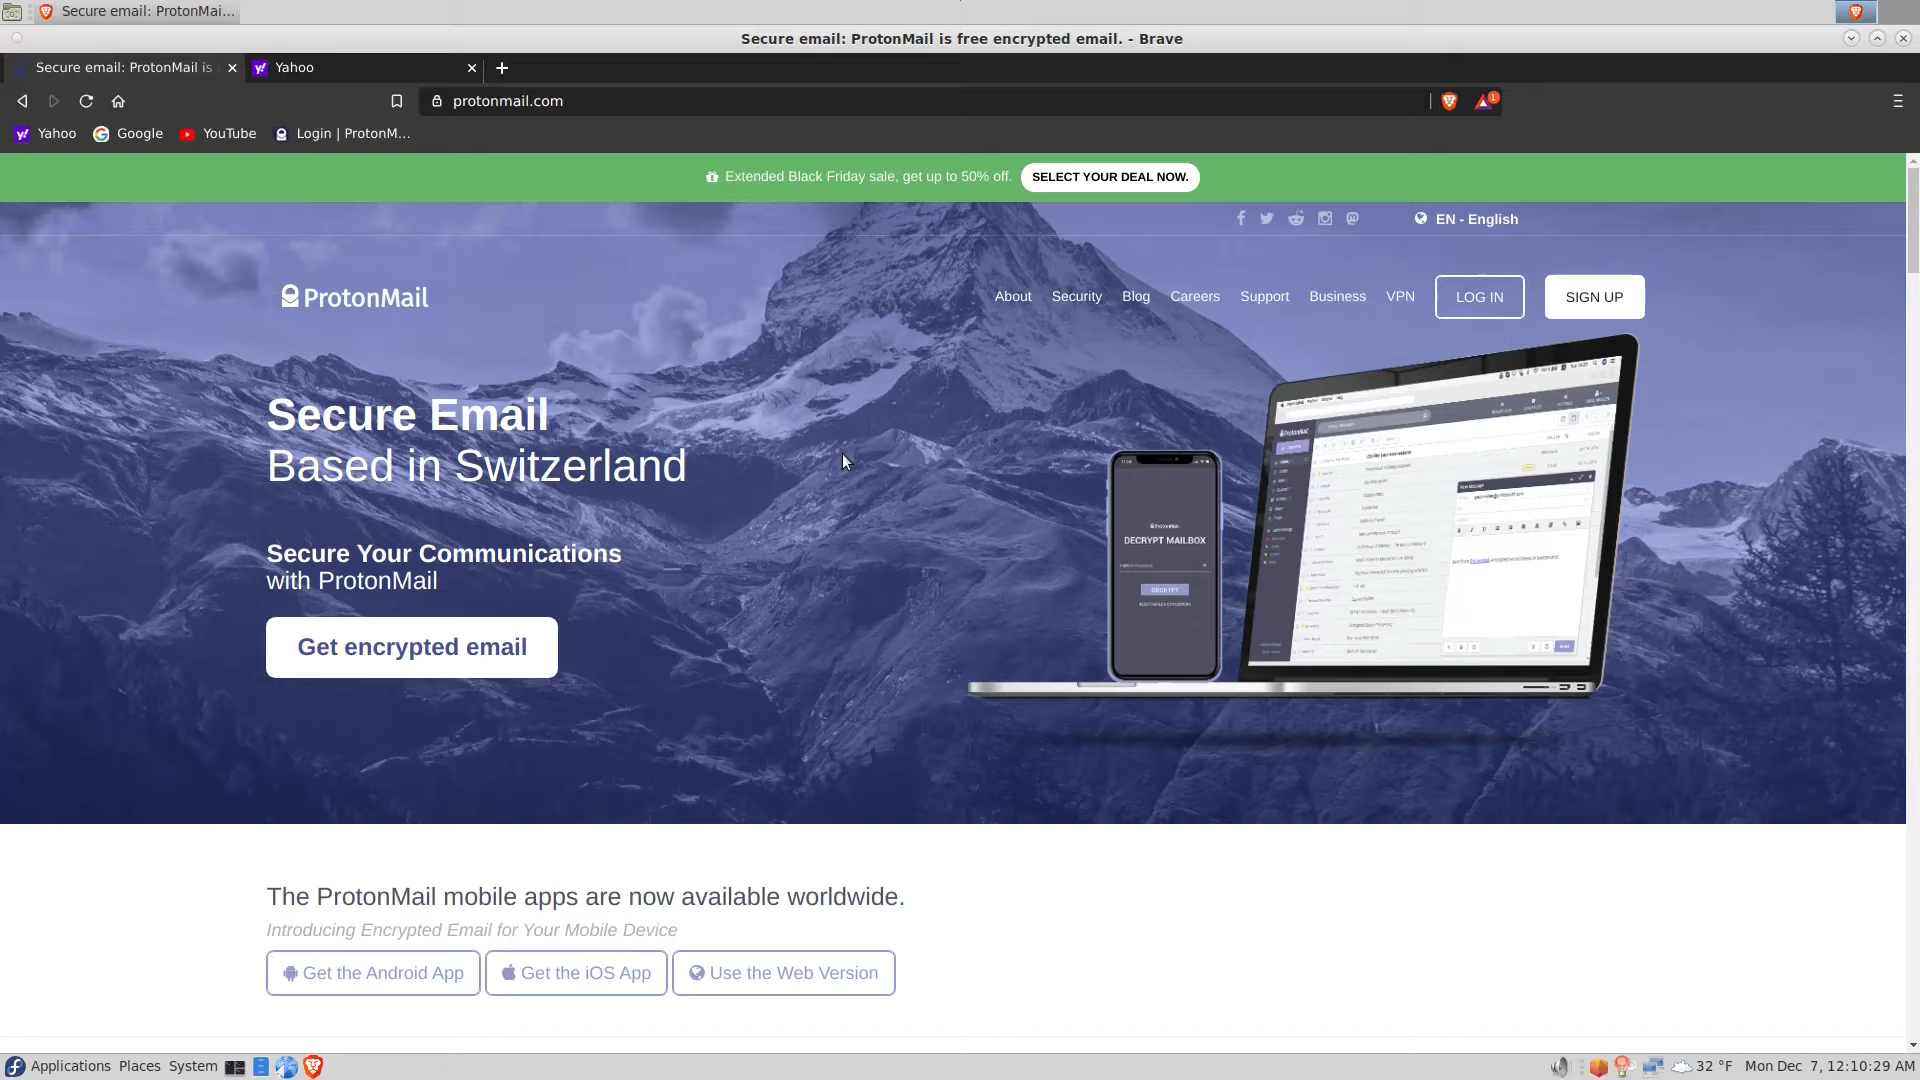 Secure email: ProtonMai...
Secure email: ProtonMail is free encrypted email. - Brave
Secure email: ProtonMail is
Yahoo
protonmail.com
1
Yahoo
Google
YouTube
Login | ProtonM...
Extended Black Friday sale, get up to 50% off.
SELECT YOUR DEAL NOW.
EN - English
ProtonMail
About
Security
Blog
Careers
Support
Business
VPN
LOG IN
SIGN UP
Secure Email
Based in Switzerland
Secure Your Communications
with ProtonMail
Get encrypted email
ProtonMail
DECRYPT MAILBOX
DECRYPT
The ProtonMail mobile apps are now available worldwide.
Introducing Encrypted Email for Your Mobile Device
Get the Android App
Get the iOS App
Use the Web Version
Applications
Places
System
32 °F
Mon Dec 7, 12:10:29 AM